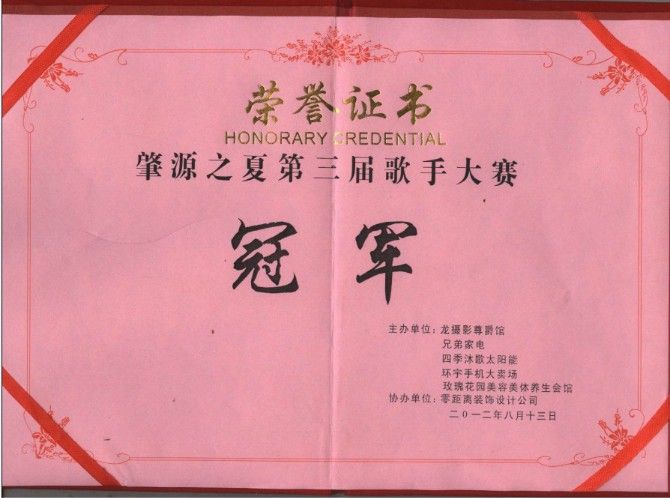 荣誉证书
HONORARY CREDENTIAL
肇源之夏第三届歌手大赛
冠军
主办单位：龙摄影尊爵馆
兄弟家电
四季沐歌太阳能
环宇手机大卖场
玫瑰花园美容美体养生会馆
协办单位：零距离装饰设计公司
二〇一二年八月十三日